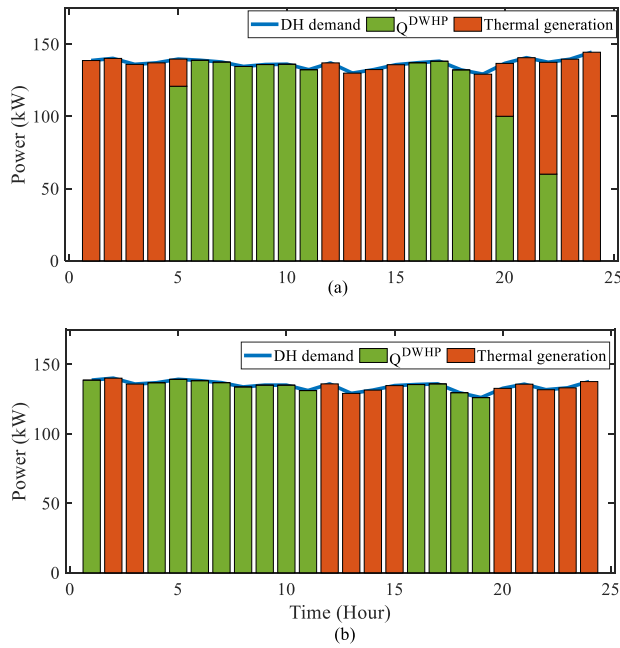 DH demand Q^DWHP Thermal generation
150
100
50
0
Power (kW)
0 5 10 15 20 25
(a)
DH demand Q^DWHP Thermal generation
150
100
50
0
Power (kW)
0 5 10 15 20 25
Time (Hour)
(b)